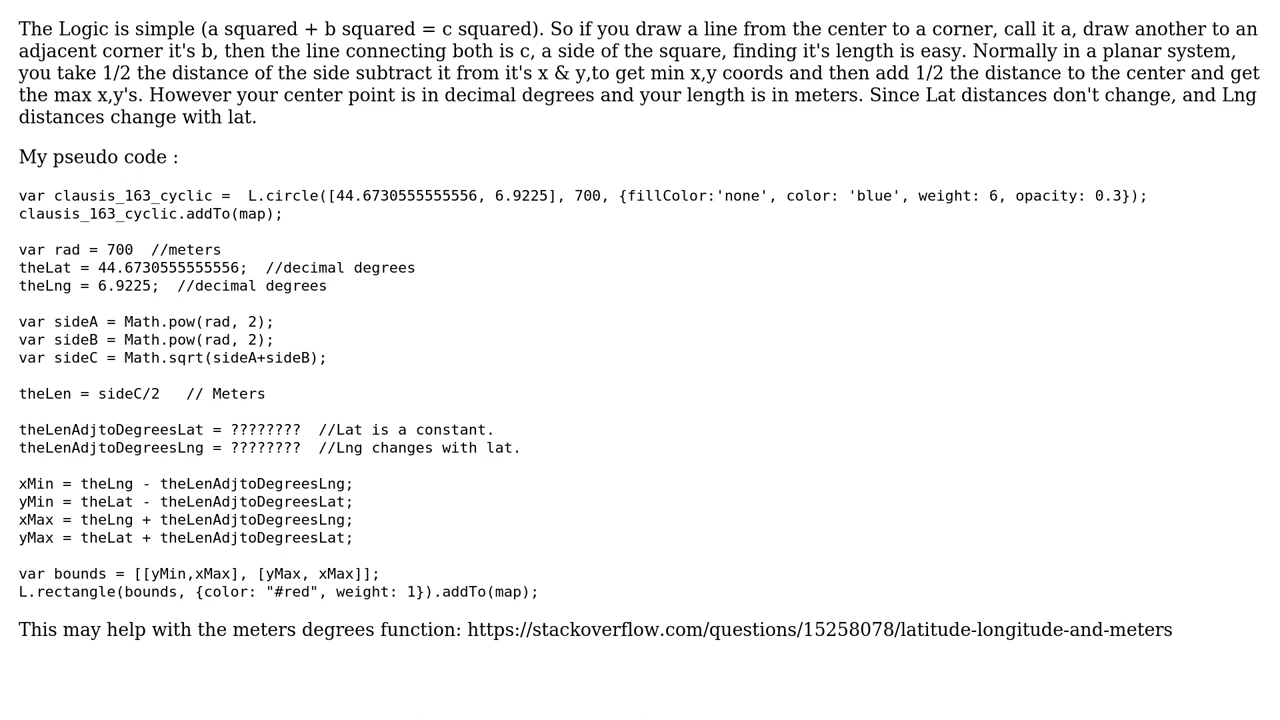 The Logic is simple (a squared + b squared = c squared). So if you draw a line from the center to a corner, call it a, draw another to an
adjacent corner it's b, then the line connecting both is c, a side of the square, finding it's length is easy. Normally in a planar system,
you take 1/2 the distance of the side subtract it from it's x & y,to get min x,y coords and then add 1/2 the distance to the center and get
the max x,y's. However your center point is in decimal degrees and your length is in meters. Since Lat distances don't change, and Lng
distances change with lat.
My pseudo code :
var clausis_163_cyclic =  L.circle([44.6730555555556, 6.9225], 700, {fillColor:'none', color: 'blue', weight: 6, opacity: 0.3});
clausis_163_cyclic.addTo(map);
var rad = 700  //meters
theLat = 44.6730555555556;  //decimal degrees
theLng = 6.9225;  //decimal degrees
var sideA = Math.pow(rad, 2);
var sideB = Math.pow(rad, 2);
var sideC = Math.sqrt(sideA+sideB);
theLen = sideC/2   // Meters
theLenAdjtoDegreesLat = ????????  //Lat is a constant.
theLenAdjtoDegreesLng = ????????  //Lng changes with lat.
xMin = theLng - theLenAdjtoDegreesLng;
yMin = theLat - theLenAdjtoDegreesLat;
xMax = theLng + theLenAdjtoDegreesLng;
yMax = theLat + theLenAdjtoDegreesLat;
var bounds = [[yMin,xMax], [yMax, xMax]];
L.rectangle(bounds, {color: "#red", weight: 1}).addTo(map);
This may help with the meters degrees function: https://stackoverflow.com/questions/15258078/latitude-longitude-and-meters